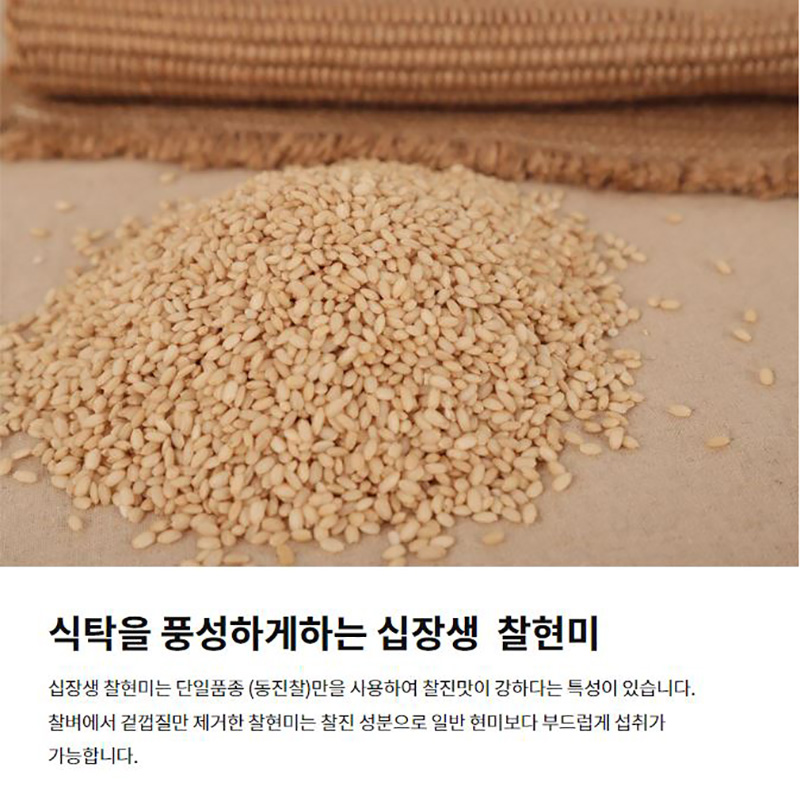 식탁을 풍성하게하는 십장생 찰현미
십장생 찰현미는 단일품종 (동진찰)만을 사용하여 찰진맛이 강하다는 특성이 있습니다.
찰벼에서 겉껍질만 제거한 찰현미는 찰진 성분으로 일반 현미보다 부드럽게 섭취가
가능합니다.